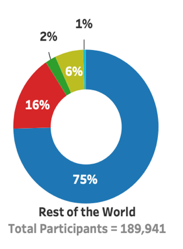 1%
2%
6%
16%
75%
Rest of the World
Total Participants = 189,941